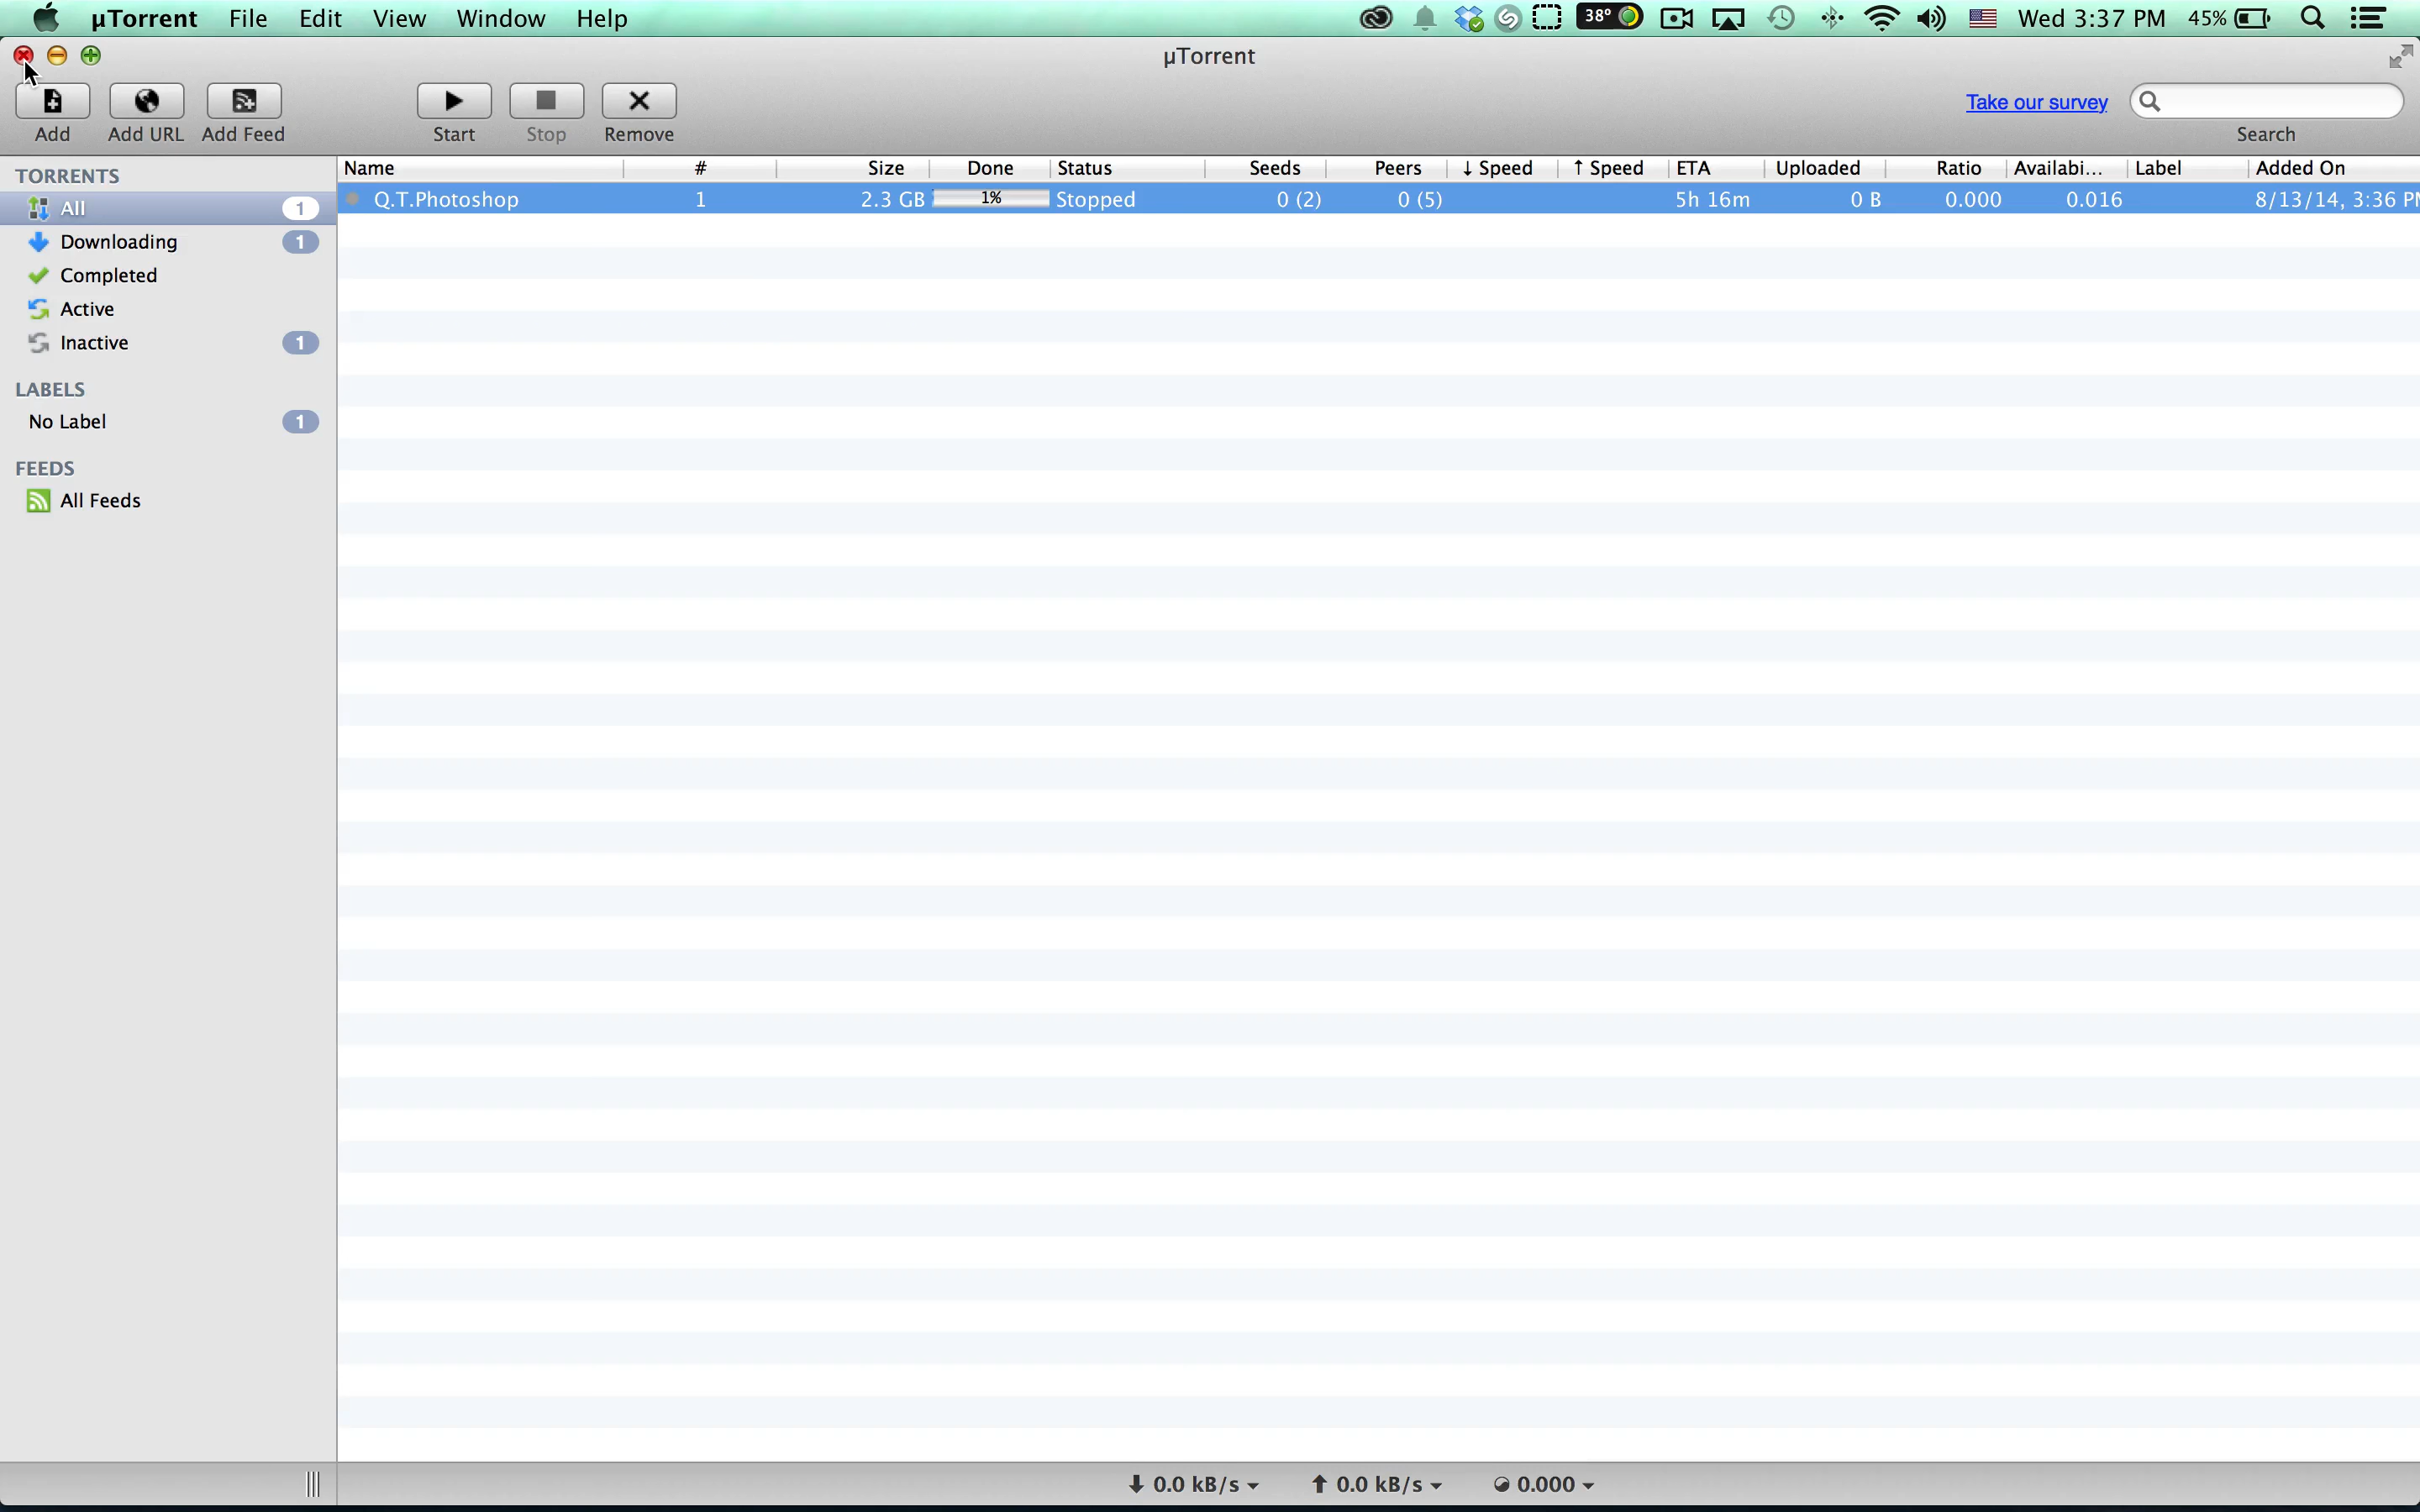 µTorrent File Edit View Window Help 38° Wed 3:37 PM 45%
µTorrent
Add Add URL Add Feed Start Stop Remove Take our survey Search
TORRENTS
All 1
Downloading 1
Completed
Active
Inactive 1
LABELS
No Label 1
FEEDS
All Feeds
Name # Size Done Status Seeds Peers ↓ Speed ↑ Speed ETA Uploaded Ratio Availabi... Label Added On
Q.T.Photoshop 1 2.3 GB 1% Stopped 0 (2) 0 (5) 5h 16m 0 B 0.000 0.016 8/13/14, 3:36 PM
0.0 kB/s 0.0 kB/s 0.000